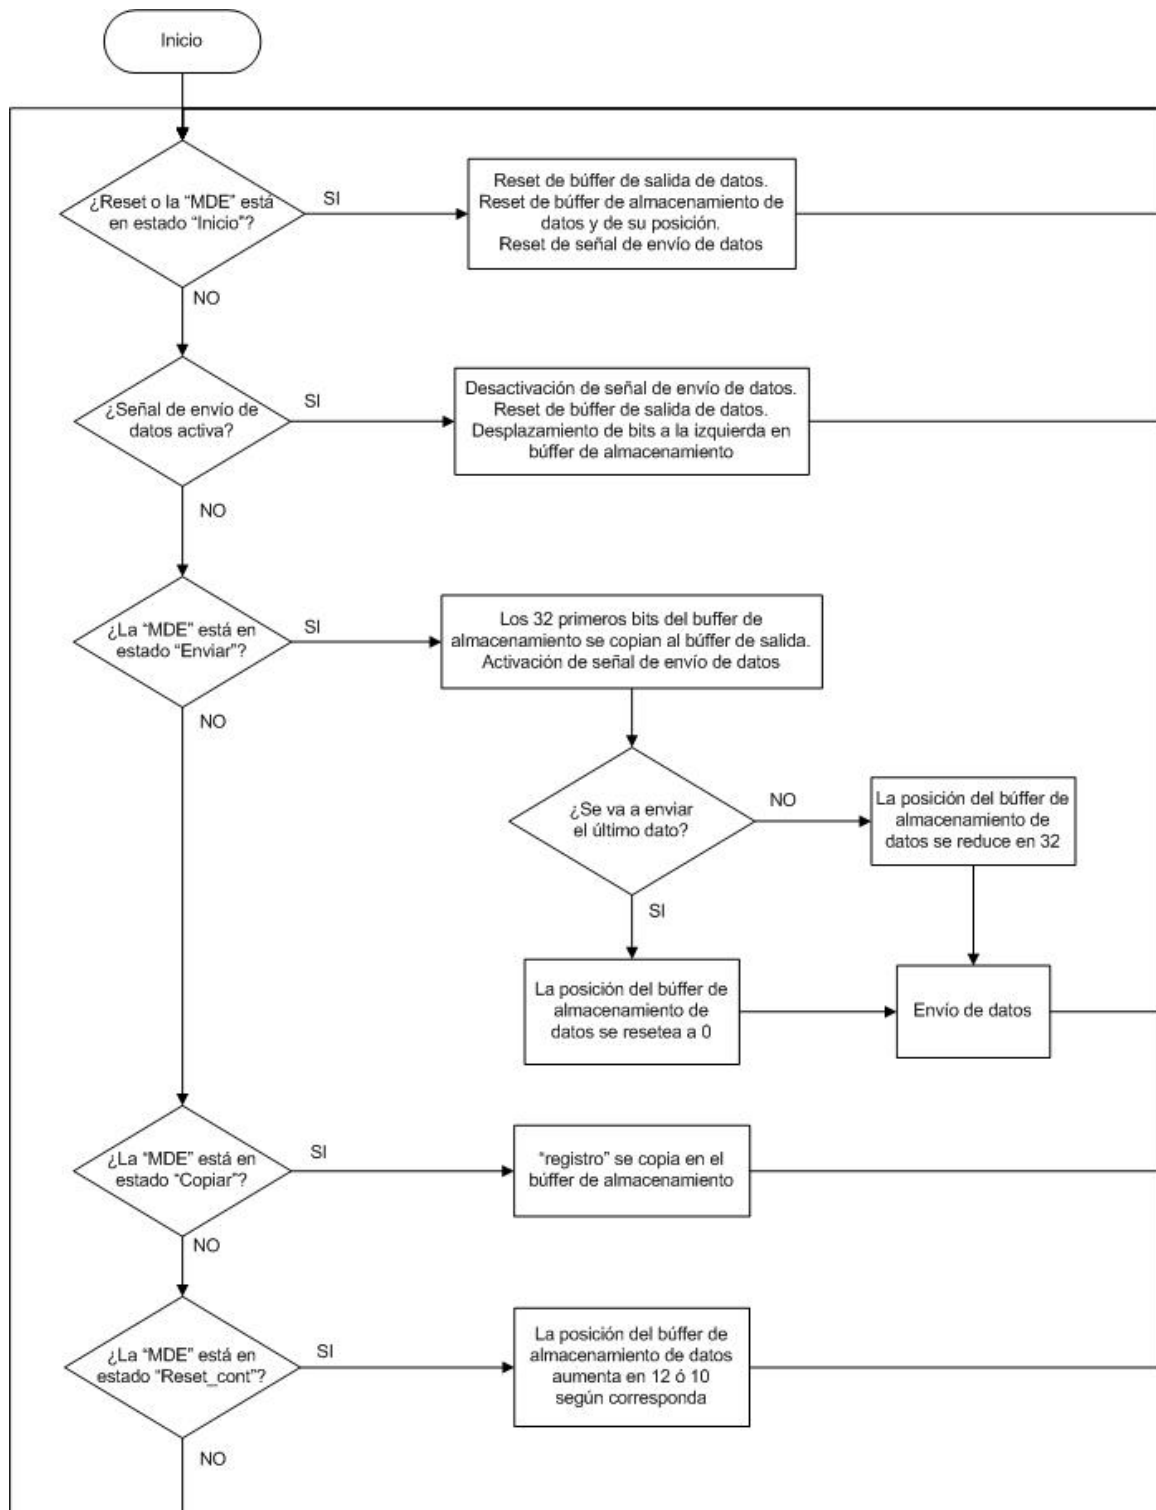 Inicio
¿Reset o la “MDE” está
en estado “Inicio”?
SI
Reset de búffer de salida de datos.
Reset de búffer de almacenamiento de
datos y de su posición.
Reset de señal de envío de datos
NO
¿Señal de envío de
datos activa?
SI
Desactivación de señal de envío de datos.
Reset de búffer de salida de datos.
Desplazamiento de bits a la izquierda en
búffer de almacenamiento
NO
¿La “MDE” está en
estado “Enviar”?
SI
Los 32 primeros bits del buffer de
almacenamiento se copian al búffer de salida.
Activación de señal de envío de datos
NO
¿Se va a enviar
el último dato?
NO
La posición del búffer de
almacenamiento de
datos se reduce en 32
SI
La posición del búffer de
almacenamiento de
datos se resetea a 0
Envío de datos
¿La “MDE” está en
estado “Copiar”?
SI
“registro” se copia en el
búffer de almacenamiento
NO
¿La “MDE” está en
estado “Reset_cont”?
SI
La posición del búffer de
almacenamiento de datos
aumenta en 12 ó 10
según corresponda
NO